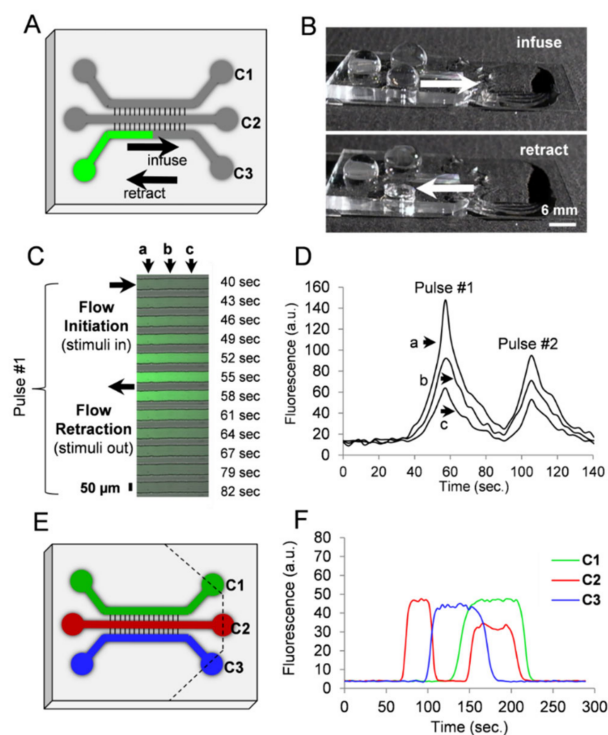 A
C1
C2
C3
infuse
retract
B
infuse
retract
6 mm
C
a b c
Pulse #1
Flow
Initiation
(stimuli in)
Flow
Retraction
(stimuli out)
50 µm
40 sec
43 sec
46 sec
49 sec
52 sec
55 sec
58 sec
61 sec
64 sec
67 sec
79 sec
82 sec
D
Fluorescence (a.u.)
160
140
120
100
80
60
40
20
0
Pulse #1
Pulse #2
a
b
c
0 20 40 60 80 100 120 140
Time (sec.)
E
C1
C2
C3
F
Fluorescence (a.u.)
80
70
60
50
40
30
20
10
0
C1
C2
C3
0 50 100 150 200 250 300
Time (sec.)